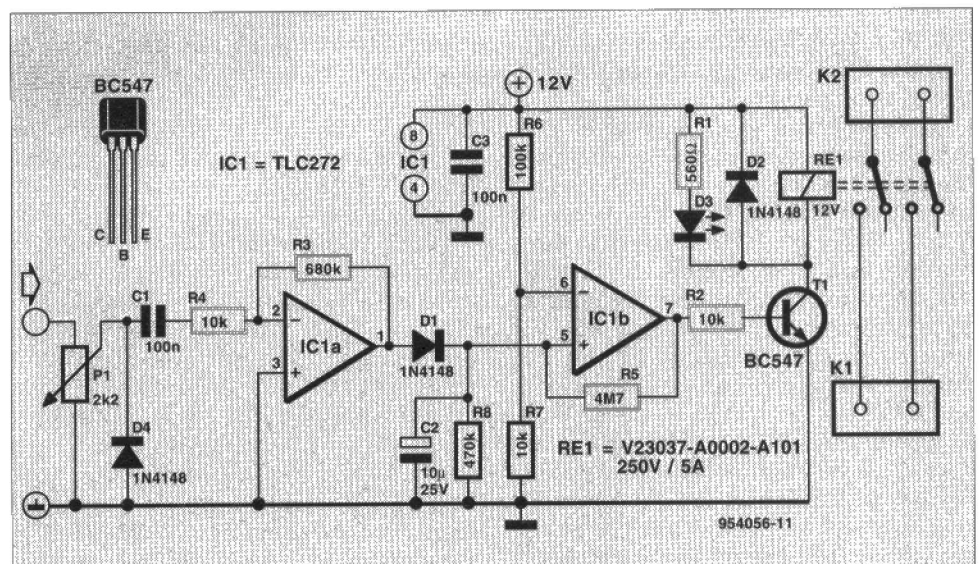 BC547
12V
K2
R6
R1
IC1 = TLC272
8
IC1
4
C3
100n
100k
560Ω
D2
RE1
D3
1N4148
12V
C B E
R3
680k
C1
R4
100n
10k
2
3
IC1a
1
D1
1N4148
6
5
IC1b
7
R2
10k
T1
BC547
R5
4M7
P1
2k2
D4
1N4148
C2
10µ
25V
R8
470k
R7
10k
K1
RE1 = V23037-A0002-A101
250V / 5A
954056-11